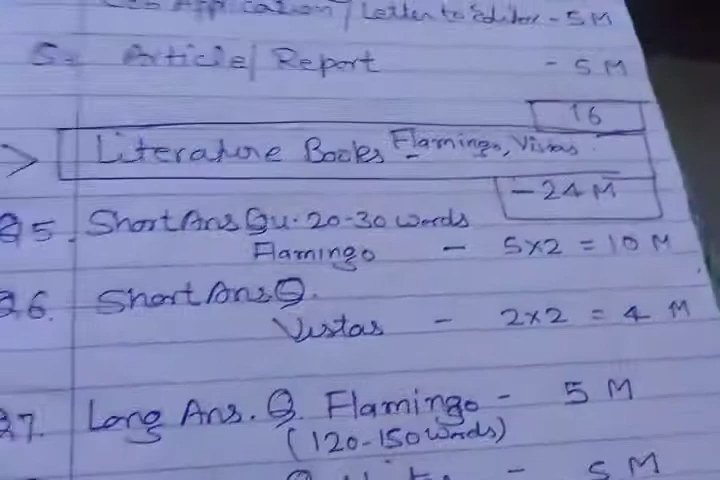 Job Application / Letter to Editor - 5 M
5. Article / Report - 5 M
16
> Literature Books - Flamingo, Vistas
- 24 M
Q5. Short Ans Qu. 20-30 words
Flamingo - 5x2 = 10 M
Q6. Short Ans Q.
Vistas - 2x2 = 4 M
Q7. Long Ans. Q. Flamingo - 5 M
(120-150 words)
- 5 M